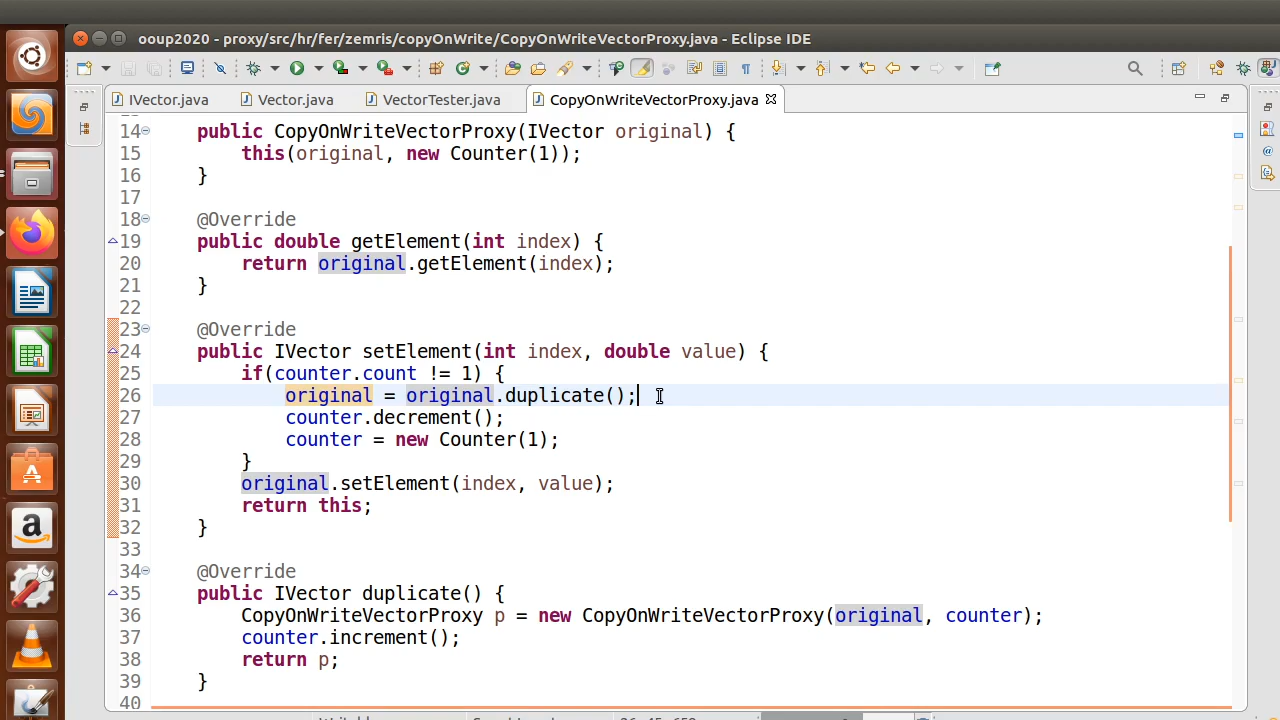 ooup2020 - proxy/src/hr/fer/zemris/copyOnWrite/CopyOnWriteVectorProxy.java - Eclipse IDE
IVector.java Vector.java VectorTester.java CopyOnWriteVectorProxy.java
14 public CopyOnWriteVectorProxy(IVector original) {
15 this(original, new Counter(1));
16 }
17
18 @Override
19 public double getElement(int index) {
20 return original.getElement(index);
21 }
22
23 @Override
24 public IVector setElement(int index, double value) {
25 if(counter.count != 1) {
26 original = original.duplicate();
27 counter.decrement();
28 counter = new Counter(1);
29 }
30 original.setElement(index, value);
31 return this;
32 }
33
34 @Override
35 public IVector duplicate() {
36 CopyOnWriteVectorProxy p = new CopyOnWriteVectorProxy(original, counter);
37 counter.increment();
38 return p;
39 }
40